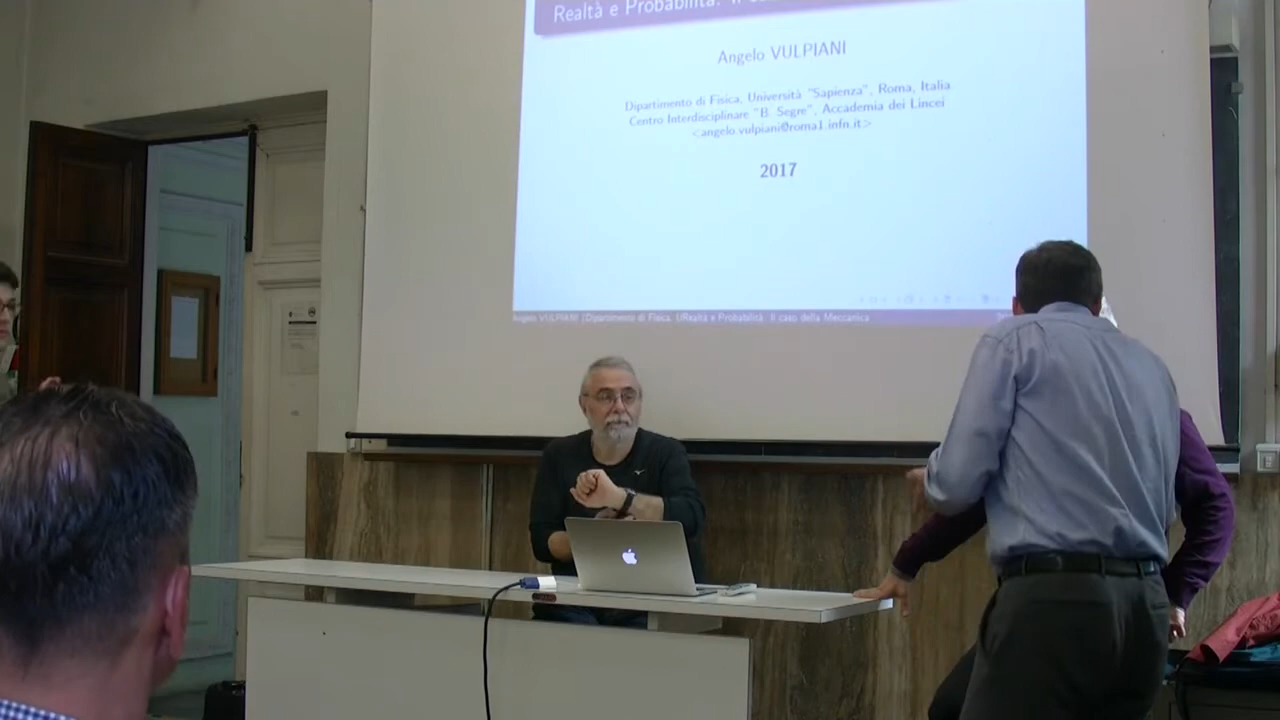 Realtà e Probabilità: Il
Angelo VULPIANI
Dipartimento di Fisica, Università "Sapienza", Roma, Italia
Centro Interdisciplinare "B. Segre", Accademia dei Lincei
<angelo.vulpiani@roma1.infn.it>
2017
Angelo VULPIANI (Dipartimento di Fisica, URealtà e Probabilità: Il caso della Meccanica